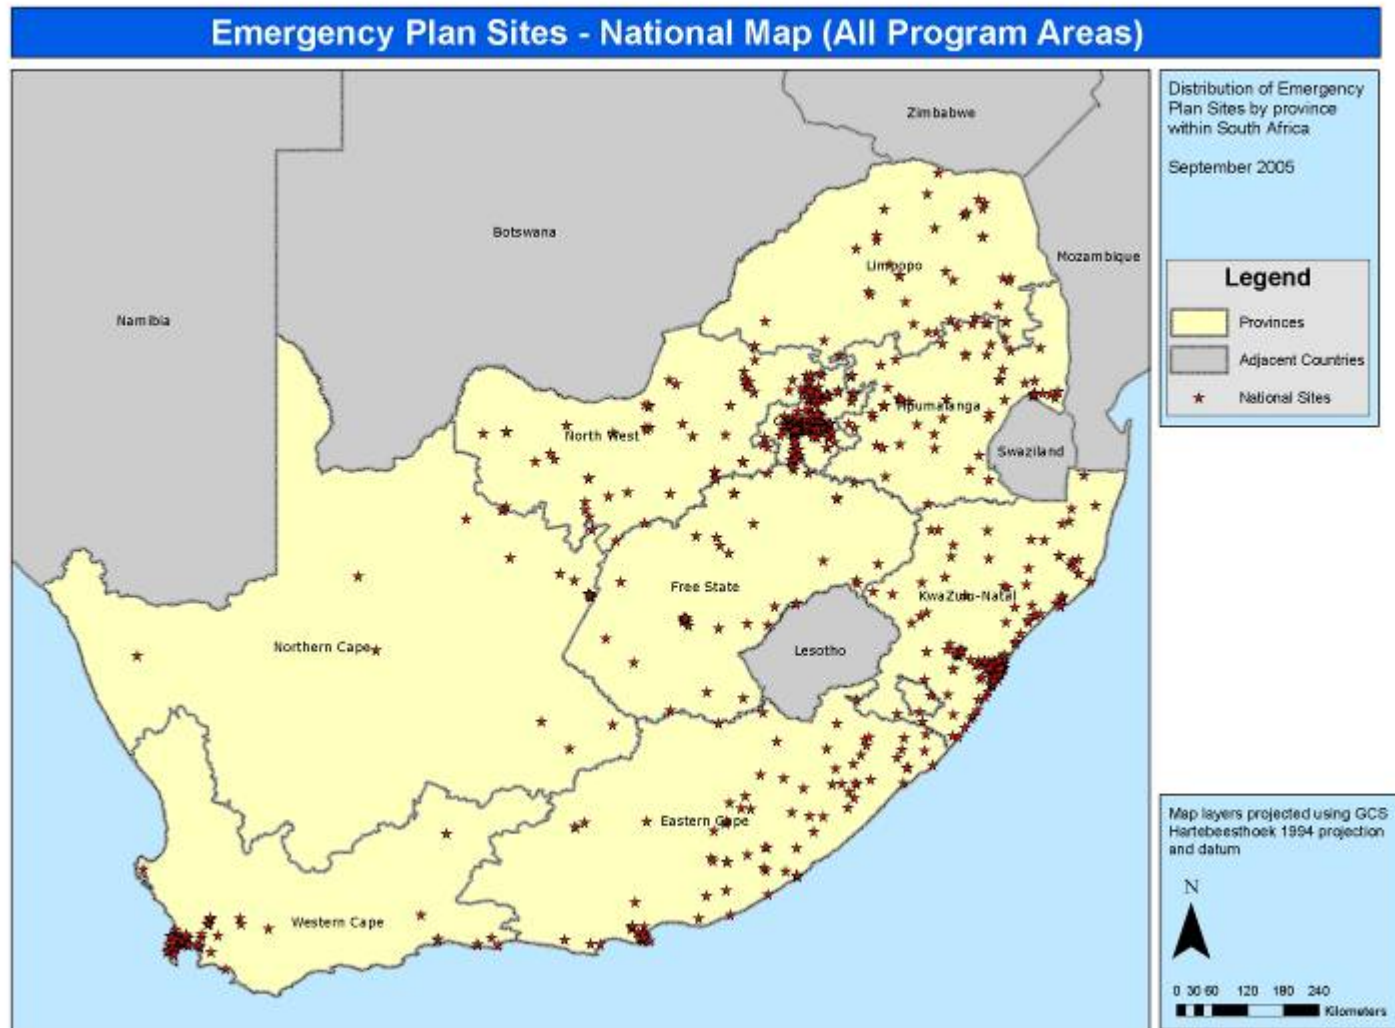 Emergency Plan Sites - National Map (All Program Areas)
Distribution of Emergency
Plan Sites by province
within South Africa
September 2005
Legend
Provinces
Adjacent Countries
National Sites
Zimbabwe
Botswana
Mozambique
Namibia
Limpopo
Mpumalanga
North West
Swaziland
Free State
KwaZulu-Natal
Northern Cape
Lesotho
Eastern Cape
Western Cape
Map layers projected using GCS
Hartebeesthoek 1994 projection
and datum
N
0 30 60 120 180 240
Kilometers